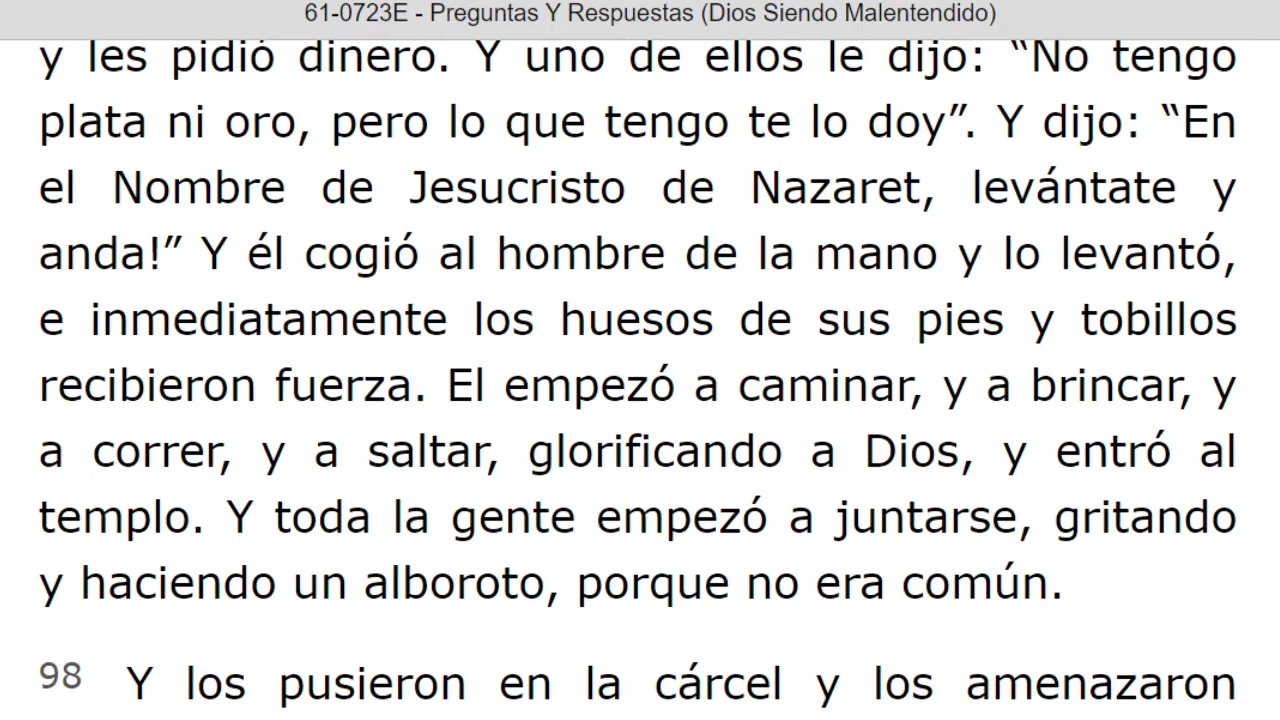 61-0723E - Preguntas Y Respuestas (Dios Siendo Malentendido)
y les pidió dinero. Y uno de ellos le dijo: “No tengo
plata ni oro, pero lo que tengo te lo doy”. Y dijo: “En
el Nombre de Jesucristo de Nazaret, levántate y
anda!” Y él cogió al hombre de la mano y lo levantó,
e inmediatamente los huesos de sus pies y tobillos
recibieron fuerza. El empezó a caminar, y a brincar, y
a correr, y a saltar, glorificando a Dios, y entró al
templo. Y toda la gente empezó a juntarse, gritando
y haciendo un alboroto, porque no era común.
98 Y los pusieron en la cárcel y los amenazaron